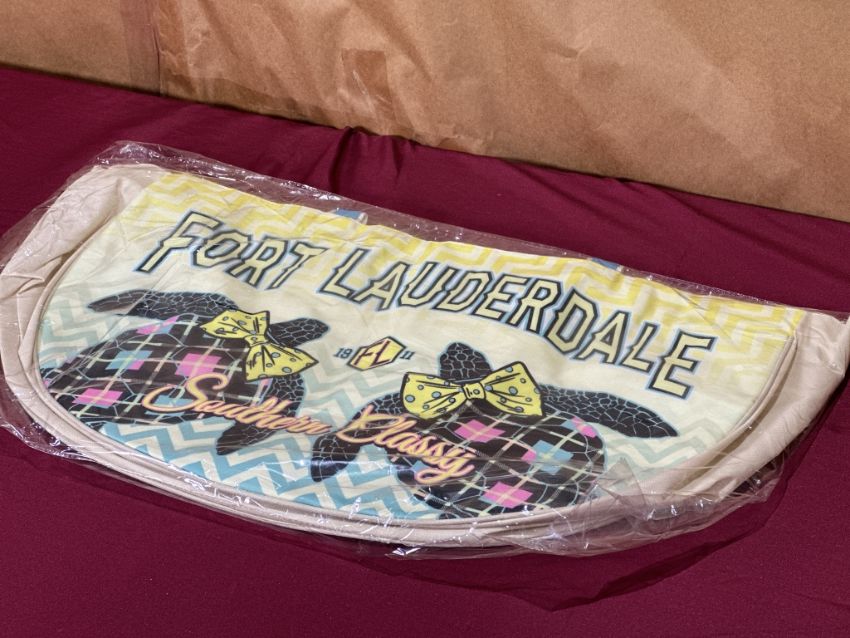 FORT LAUDERDALE
19 11
Southern Classy